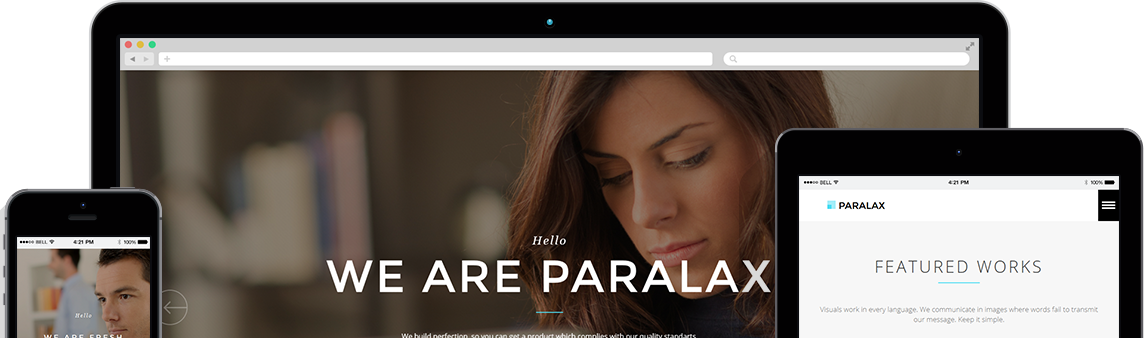 Hello
WE ARE PARALAX
We build perfection, so you can get a product which complies with our quality standarts
BELL 4:21 PM 100%
Hello
WE ARE FRESH
BELL 4:21 PM 100%
PARALAX
FEATURED WORKS
Visuals work in every language. We communicate in images where words fail to transmit
our message. Keep it simple.